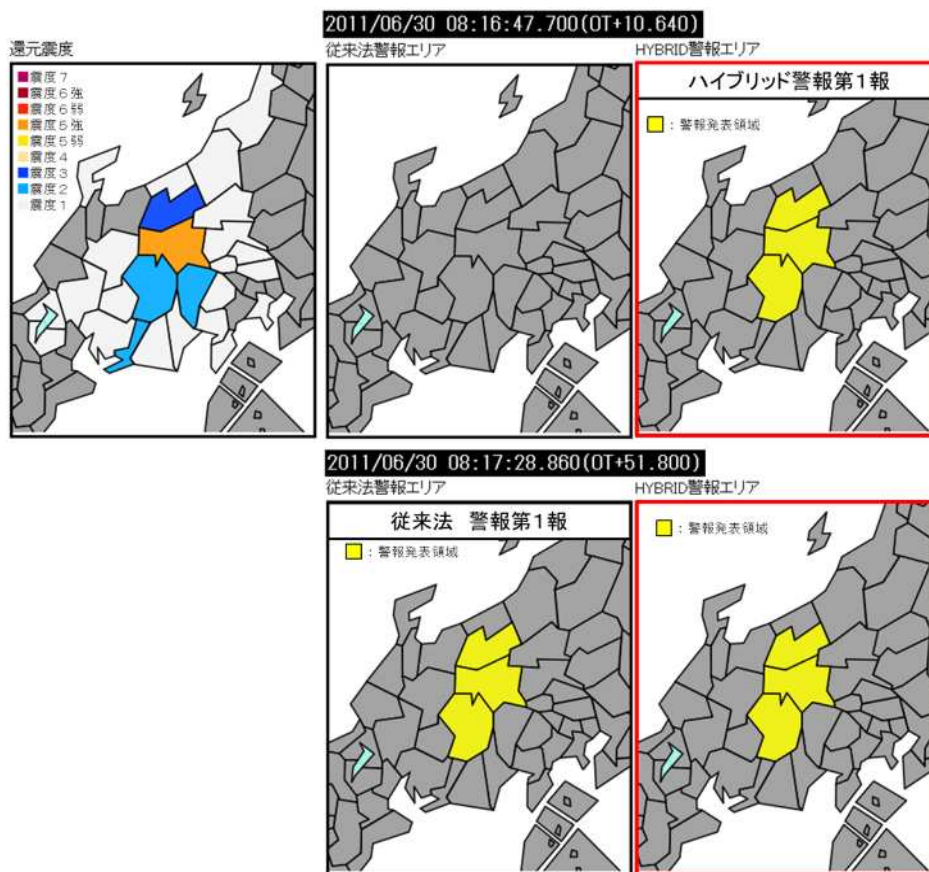 2011/06/30 08:16:47.700(OT+10.640)
還元震度
従来法警報エリア
HYBRID警報エリア
震度7
震度6強
震度6弱
震度5強
震度5弱
震度4
震度3
震度2
震度1
ハイブリッド警報第1報
：警報発表領域
2011/06/30 08:17:28.860(OT+51.800)
従来法警報エリア
HYBRID警報エリア
従来法 警報第1報
：警報発表領域
：警報発表領域